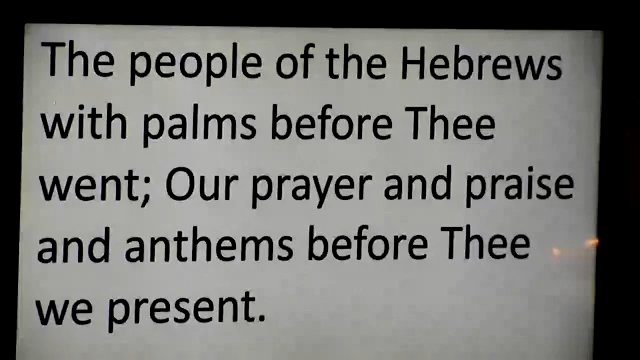 The people of the Hebrews
with palms before Thee
went; Our prayer and praise
and anthems before Thee
we present.